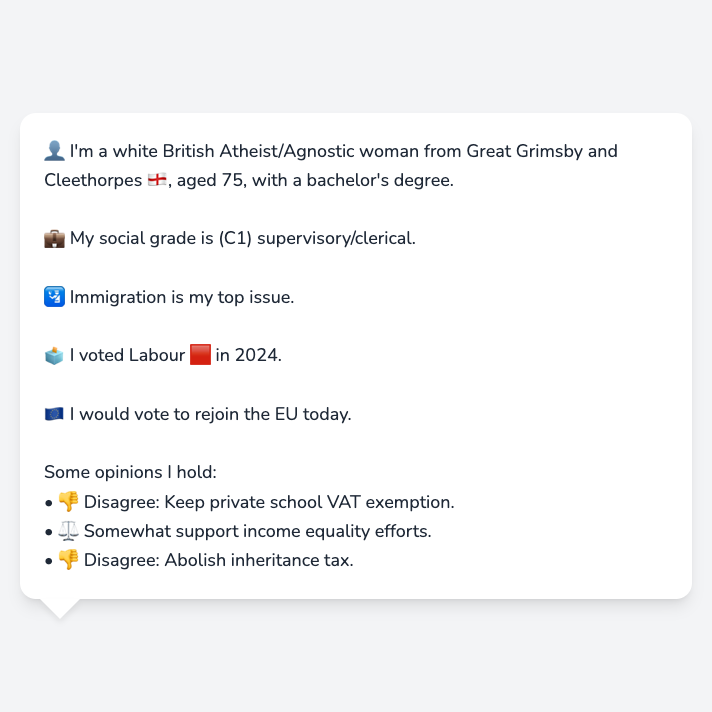 👤 I'm a white British Atheist/Agnostic woman from Great Grimsby and
Cleethorpes 🏴󠁧󠁢󠁥󠁮󠁧󠁿, aged 75, with a bachelor's degree.
💼 My social grade is (C1) supervisory/clerical.
🛂 Immigration is my top issue.
🗳️ I voted Labour 🟥 in 2024.
🇪🇺 I would vote to rejoin the EU today.
Some opinions I hold:
• 👎 Disagree: Keep private school VAT exemption.
• ⚖️ Somewhat support income equality efforts.
• 👎 Disagree: Abolish inheritance tax.